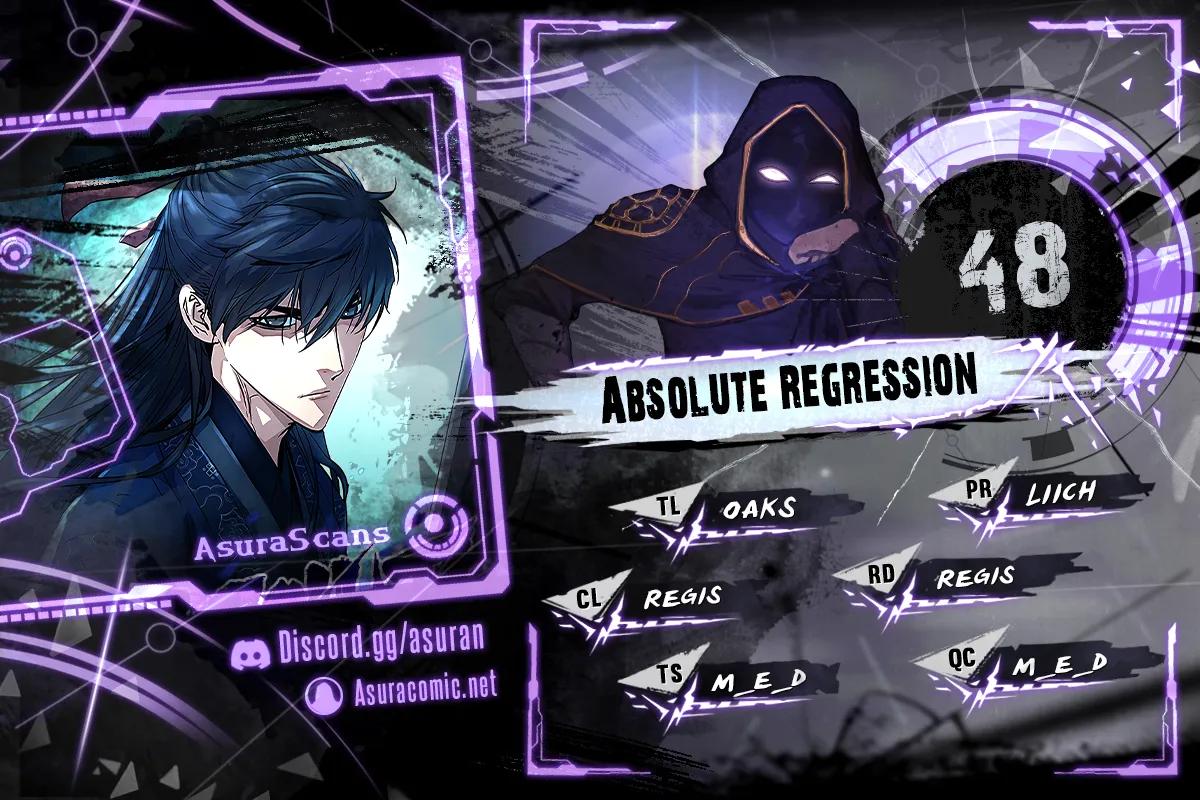 48
ABSOLUTE REGRESSION
AsuraScans
TL OAKS
PR LIICH
CL REGIS
RD REGIS
TS M_E_D
QC M_E_D
Discord.gg/asuran
Asuracomic.net